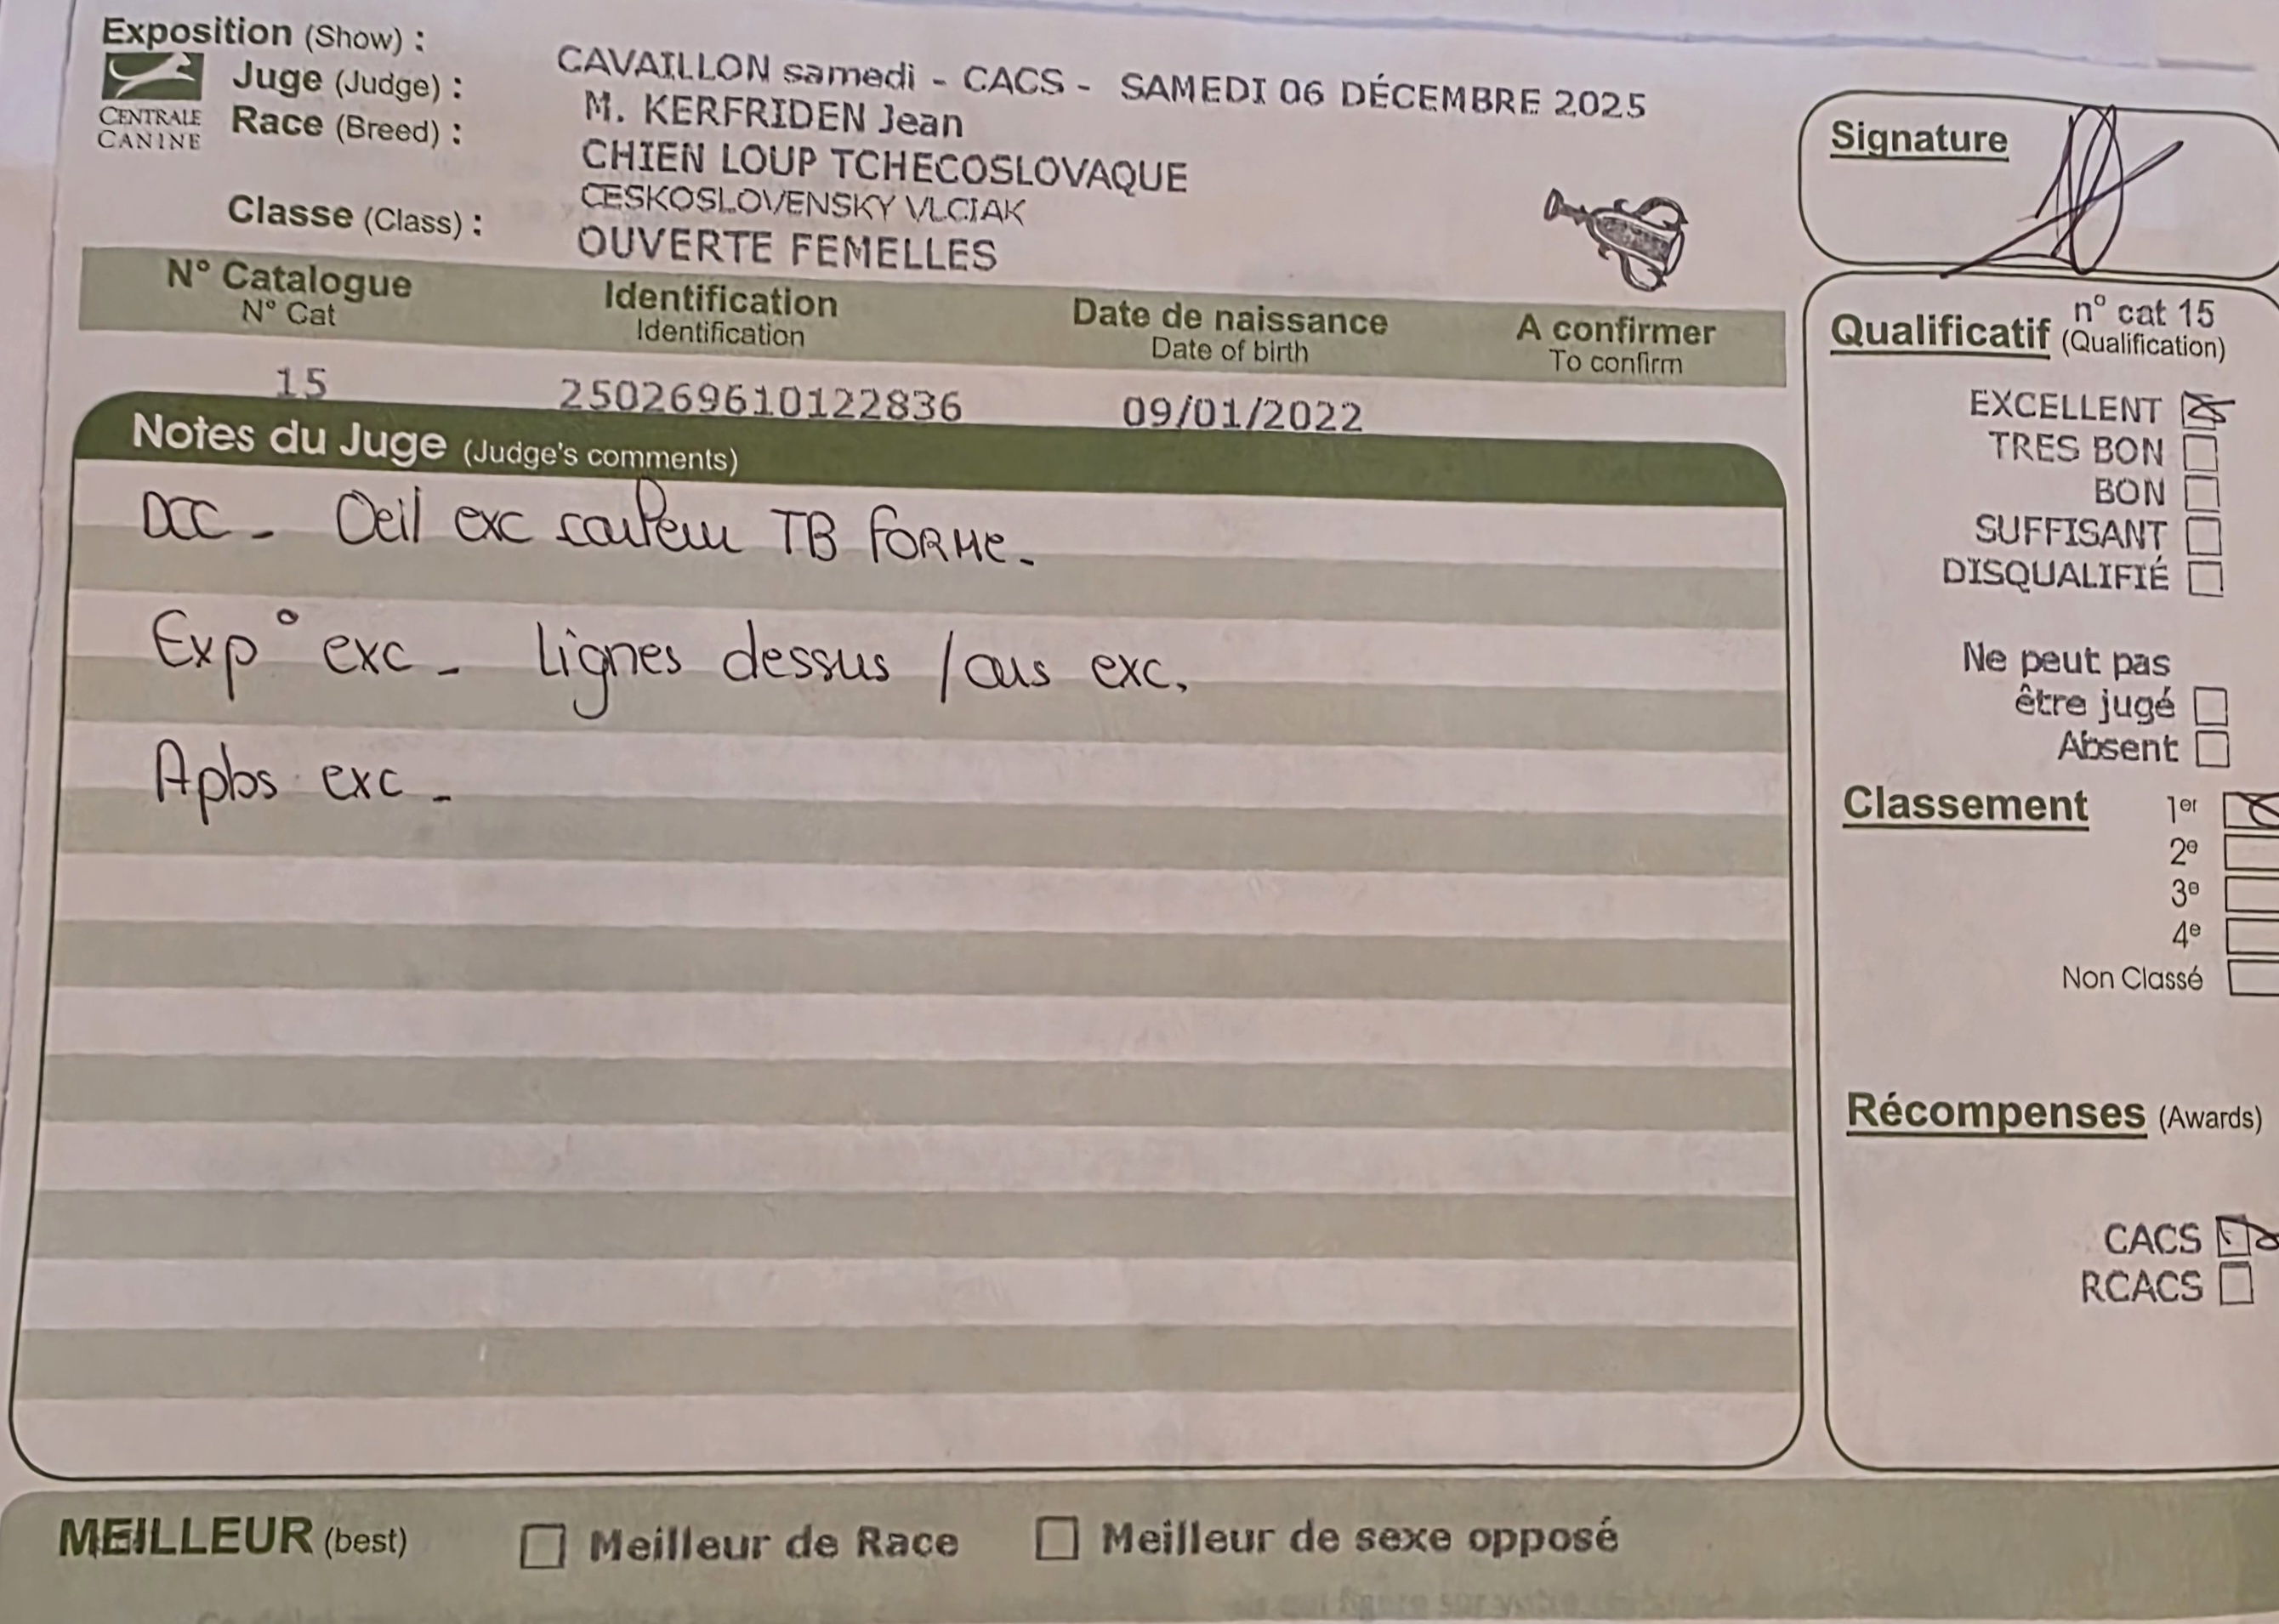 Exposition (Show) :
CAVAILLON samedi - CACS - SAMEDI 06 DÉCEMBRE 2025
CENTRALE
CANINE
Juge (Judge) :
M. KERFRIDEN Jean
Race (Breed) :
CHIEN LOUP TCHECOSLOVAQUE
CESKOSLOVENSKY VLCIAK
Classe (Class) :
OUVERTE FEMELLES
N° Catalogue
N° Cat
Identification
Identification
Date de naissance
Date of birth
A confirmer
To confirm
15
250269610122836
09/01/2022
Notes du Juge (Judge's comments)
DCC - Oeil exc couleur TB FORME -
Exp° exc - Lignes dessus /ous exc.
Apbs exc -
Signature
n° cat 15
Qualificatif (Qualification)
EXCELLENT
TRES BON
BON
SUFFISANT
DISQUALIFIÉ
Ne peut pas
être jugé
Absent
Classement
1er
2e
3e
4e
Non Classé
Récompenses (Awards)
CACS
RCACS
MEILLEUR (best)
Meilleur de Race
Meilleur de sexe opposé